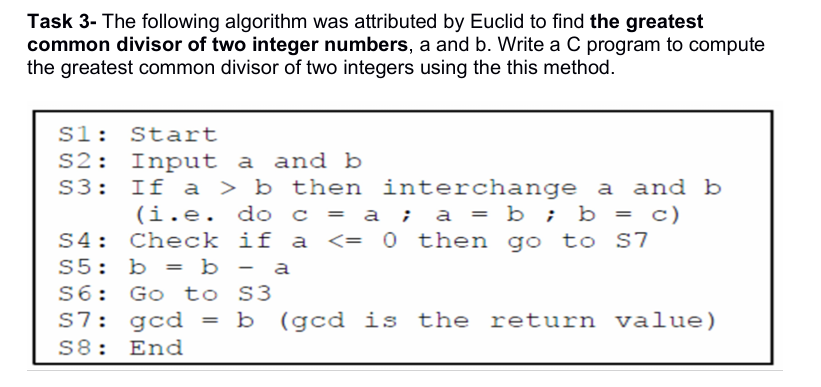 Task 3- The following algorithm was attributed by Euclid to find the greatest
common divisor of two integer numbers, a and b. Write a C program to compute
the greatest common divisor of two integers using the this method.
S1: Start
S2: Input a and b
S3: If a > b then interchange a and b
(i.e. do c = a ; a = b ; b = c)
S4: Check if a <= 0 then go to S7
S5: b = b - a
S6: Go to S3
S7: gcd = b (gcd is the return value)
S8: End